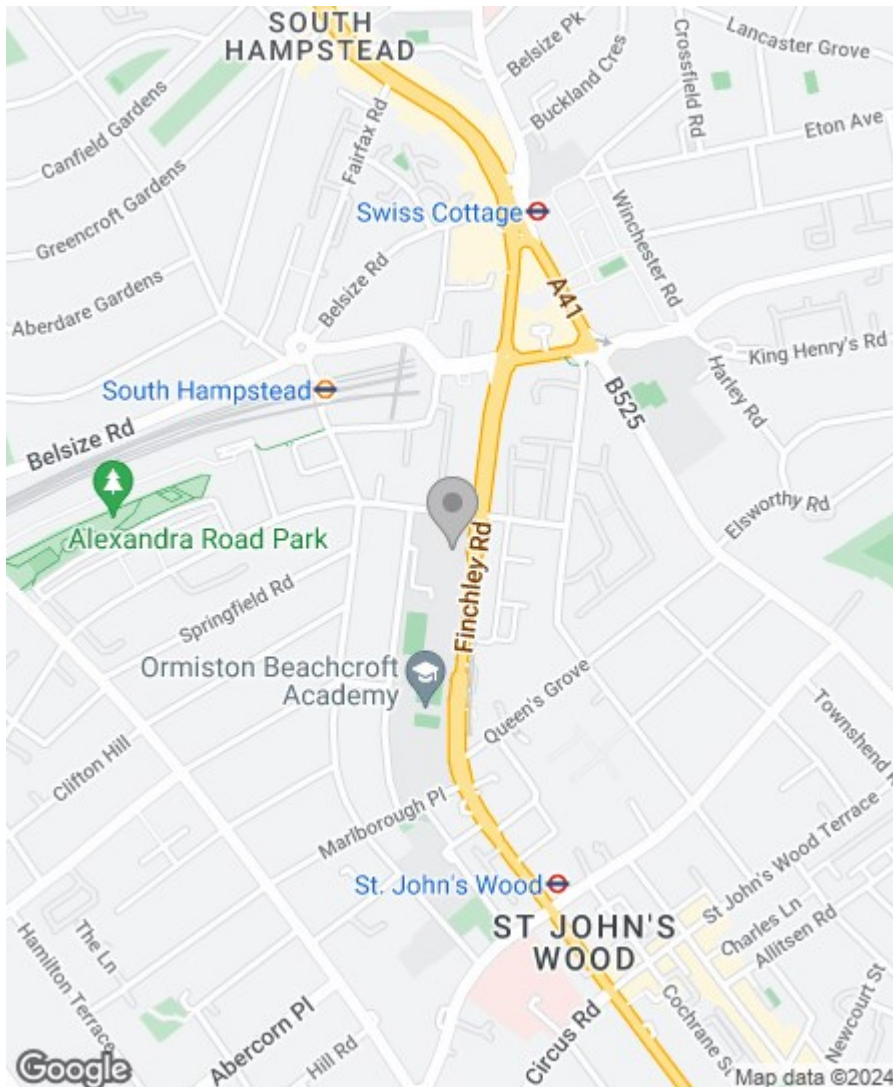 SOUTH
HAMPSTEAD
Belsize Pk
Lancaster Grove
Crossfield Rd
Buckland Cres
Eton Ave
Canfield Gardens
Fairfax Rd
Greencroft Gardens
Swiss Cottage
Winchester Rd
Belsize Rd
Aberdare Gardens
A41
King Henry's Rd
Harley Rd
South Hampstead
B525
Belsize Rd
Elsworthy Rd
Alexandra Road Park
Finchley Rd
Springfield Rd
Ormiston Beachcroft
Academy
Queen's Grove
Townshend R
Clifton Hill
Marlborough Pl
St. John's Wood
St John's Wood Terrace
ST JOHN'S
WOOD
Charles Ln
Allitsen Rd
The Ln
Hamilton Terrace
Abercorn Pl
Hill Rd
Circus Rd
Cochrane S
Newcourt St
Google
Map data ©2024